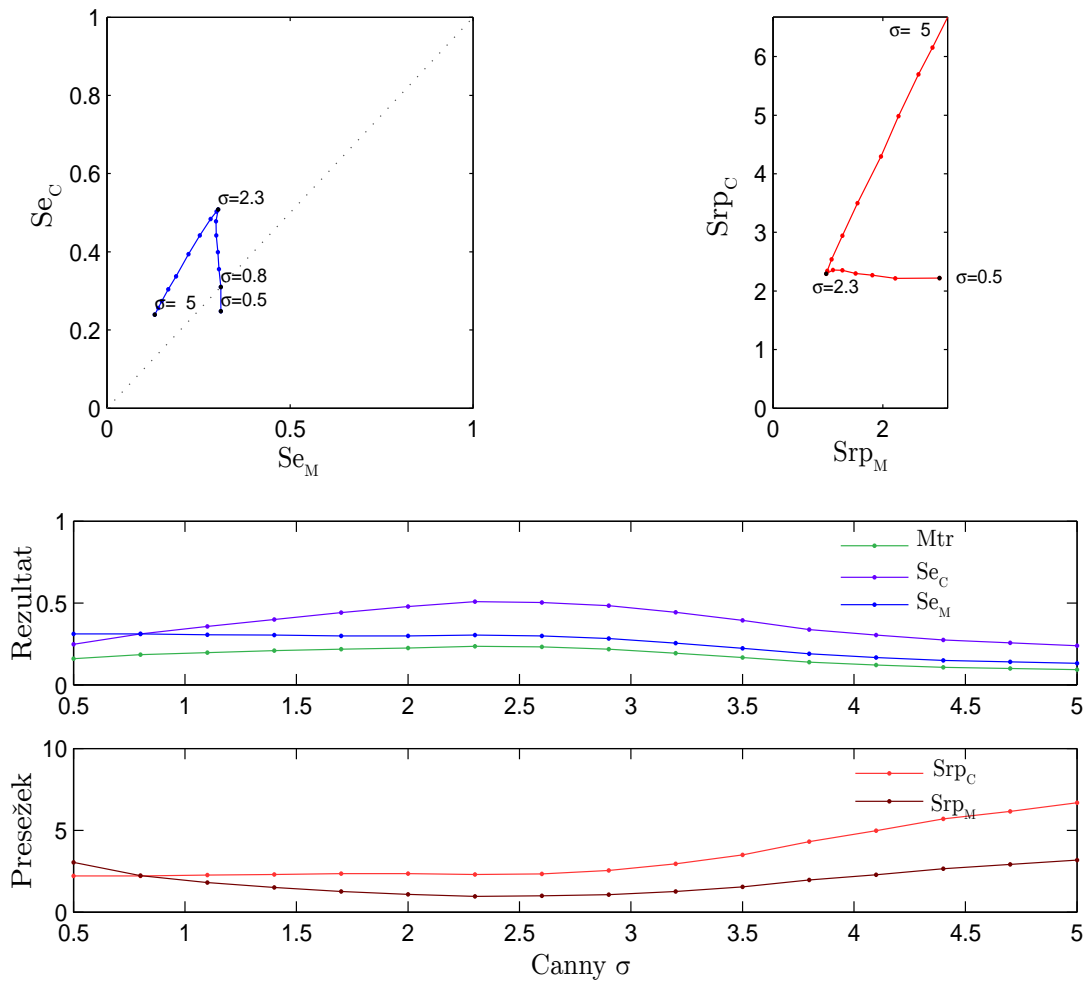 1
0.8
0.6
0.4
0.2
0
Se_C
σ=2.3
σ=0.8
σ=0.5
σ= 5
0
0.5
1
Se_M
6
5
4
3
2
1
0
Srp_C
σ= 5
σ=2.3
σ=0.5
0
2
Srp_M
1
0.5
0
Rezultat
Mtr
Se_C
Se_M
0.5 1 1.5 2 2.5 3 3.5 4 4.5 5
10
5
0
Presežek
Srp_C
Srp_M
0.5 1 1.5 2 2.5 3 3.5 4 4.5 5
Canny σ